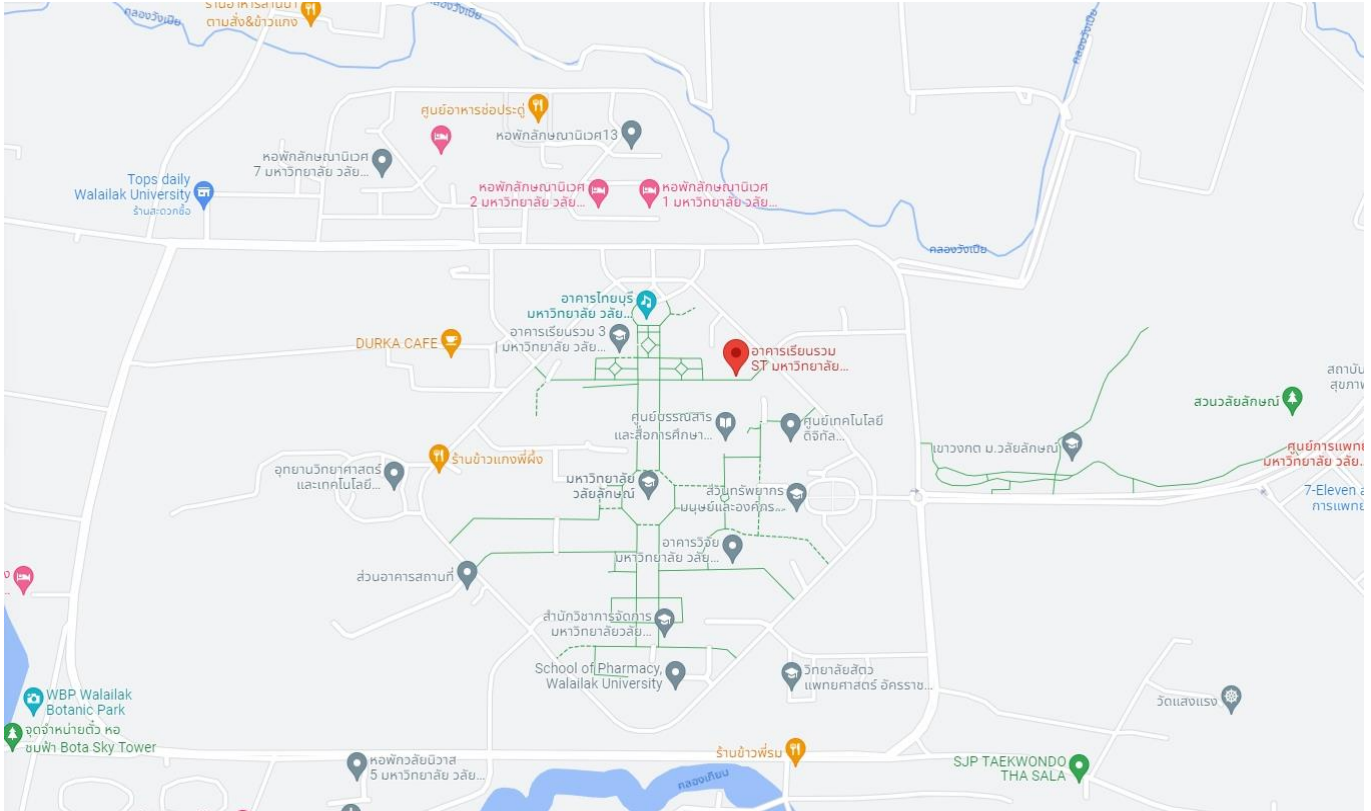 ร้านอาหารลานนา
ตามสั่ง&ข้าวแกง
คลองวังเปีย
คลองวังเปีย
คลองวังเปีย
ศูนย์อาหารช่อประดู่
หอพักลักษณานิเวศ13
หอพักลักษณานิเวศ
7 มหาวิทยาลัย วลัย...
Tops daily
Walailak University
ร้านสะดวกซื้อ
หอพักลักษณานิเวศ
2 มหาวิทยาลัย วลัย...
หอพักลักษณานิเวศ
1 มหาวิทยาลัย วลัย...
คลองวังเปีย
อาคารไทยบุรี
มหาวิทยาลัย วลัย...
อาคารเรียนรวม 3
| มหาวิทยาลัย วลัย...
DURKA CAFE
อาคารเรียนรวม
ST มหาวิทยาลัย...
สถาบัน
สุขภาพ
สวนวลัยลักษณ์
ศูนย์บรรณสาร
และสื่อการศึกษา...
ศูนย์เทคโนโลยี
ดิจิทัล...
เขาวงกต ม.วลัยลักษณ์
ศูนย์การแพทย
มหาวิทยาลัย วลัย...
ร้านข้าวแกงพี่ผึ้ง
อุทยานวิทยาศาสตร์
และเทคโนโลยี...
มหาวิทยาลัย
วลัยลักษณ์
ส่วนทรัพยากร
มนุษย์และองค์กร...
7-Eleven
การแพทย
อาคารวิจัย
มหาวิทยาลัย วลัย...
ส่วนอาคารสถานที่
สำนักวิชาการจัดการ
มหาวิทยาลัยวลัย...
School of Pharmacy,
Walailak University
วิทยาลัยสัตว
แพทยศาสตร์ อัครราช...
WBP Walailak
Botanic Park
วัดแสงแรง
จุดจำหน่ายตั๋ว หอ
ชมฟ้า Bota Sky Tower
ร้านข้าวพี่รม
หอพักวลัยนิวาส
5 มหาวิทยาลัย วลัย...
SJP TAEKWONDO
THA SALA
คลองเกียบ